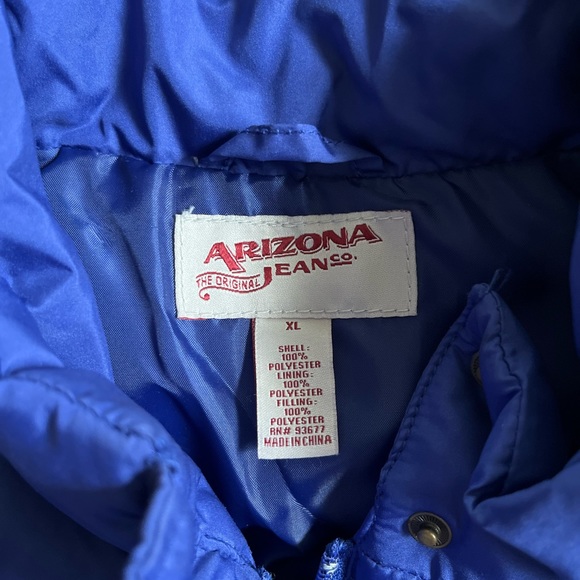 ARIZONA
THE ORIGINAL JEAN CO.
XL
SHELL:
100%
POLYESTER
LINING:
100%
POLYESTER
FILLING:
100%
POLYESTER
RN# 93677
MADE IN CHINA